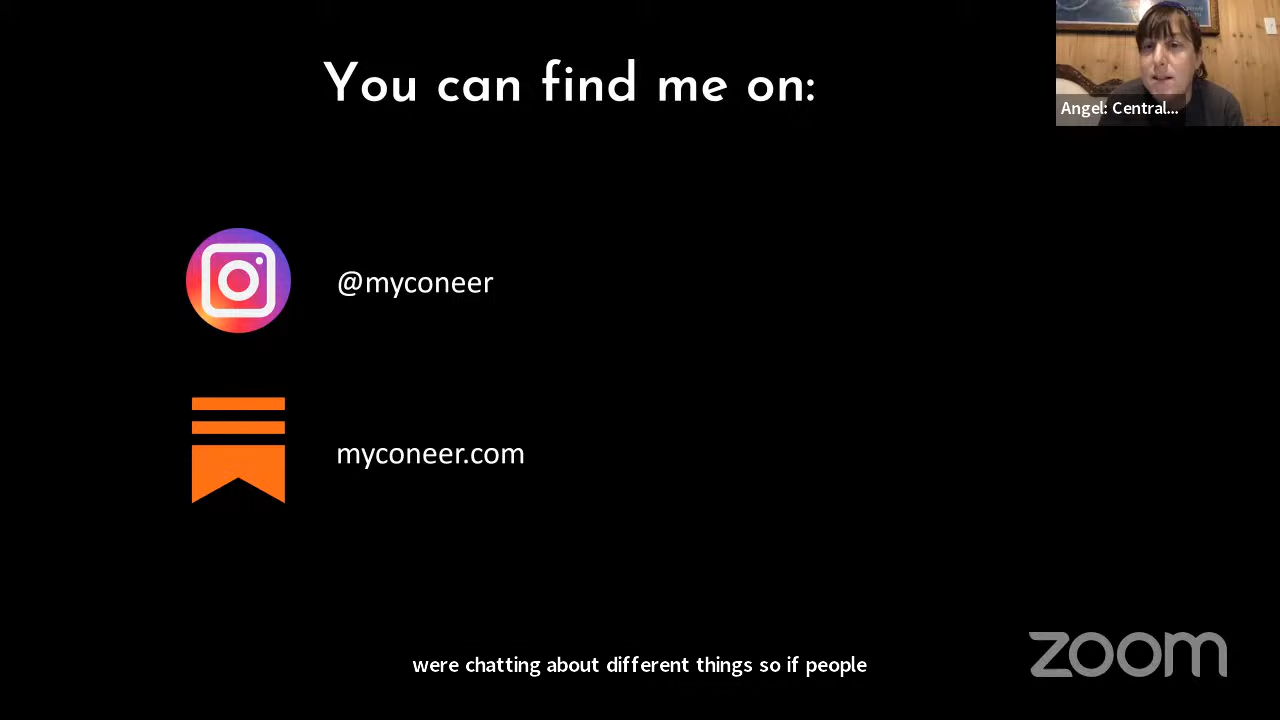 You can find me on:
Angel: Central...
@myconeer
myconeer.com
were chatting about different things so if people
zoom